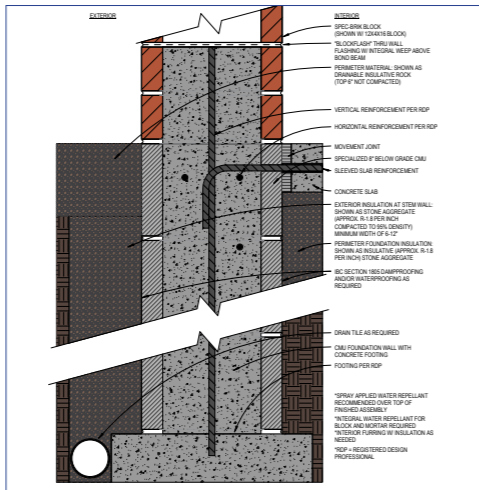 EXTERIOR
INTERIOR
SPEC-BRIK BLOCK
(SHOWN W/ 12X4X16 BLOCK)
"BLOCKFLASH" THRU WALL
FLASHING W/ INTEGRAL WEEP ABOVE
BOND BEAM
PERIMETER MATERIAL: SHOWN AS
DRAINABLE INSULATIVE ROCK
(TOP 6" NOT COMPACTED)
VERTICAL REINFORCEMENT PER RDP
HORIZONTAL REINFORCEMENT PER RDP
MOVEMENT JOINT
SPECIALIZED 8" BELOW GRADE CMU
SLEEVED SLAB REINFORCEMENT
CONCRETE SLAB
EXTERIOR INSULATION AT STEM WALL:
SHOWN AS STONE AGGREGATE
(APPROX. R-1.8 PER INCH
COMPACTED TO 95% DENSITY)
MINIMUM WIDTH OF 6-12"
PERIMETER FOUNDATION INSULATION:
SHOWN AS INSULATIVE (APPROX. R-1.8
PER INCH) STONE AGGREGATE
IBC SECTION 1805 DAMPPROOFING
AND/OR WATERPROOFING AS
REQUIRED
DRAIN TILE AS REQUIRED
CMU FOUNDATION WALL WITH
CONCRETE FOOTING
FOOTING PER RDP
*SPRAY APPLIED WATER REPELLANT
RECOMMENDED OVER TOP OF
FINISHED ASSEMBLY
*INTEGRAL WATER REPELLANT FOR
BLOCK AND MORTAR REQUIRED
*INTERIOR FURRING W/ INSULATION AS
NEEDED
*RDP = REGISTERED DESIGN
PROFESSIONAL